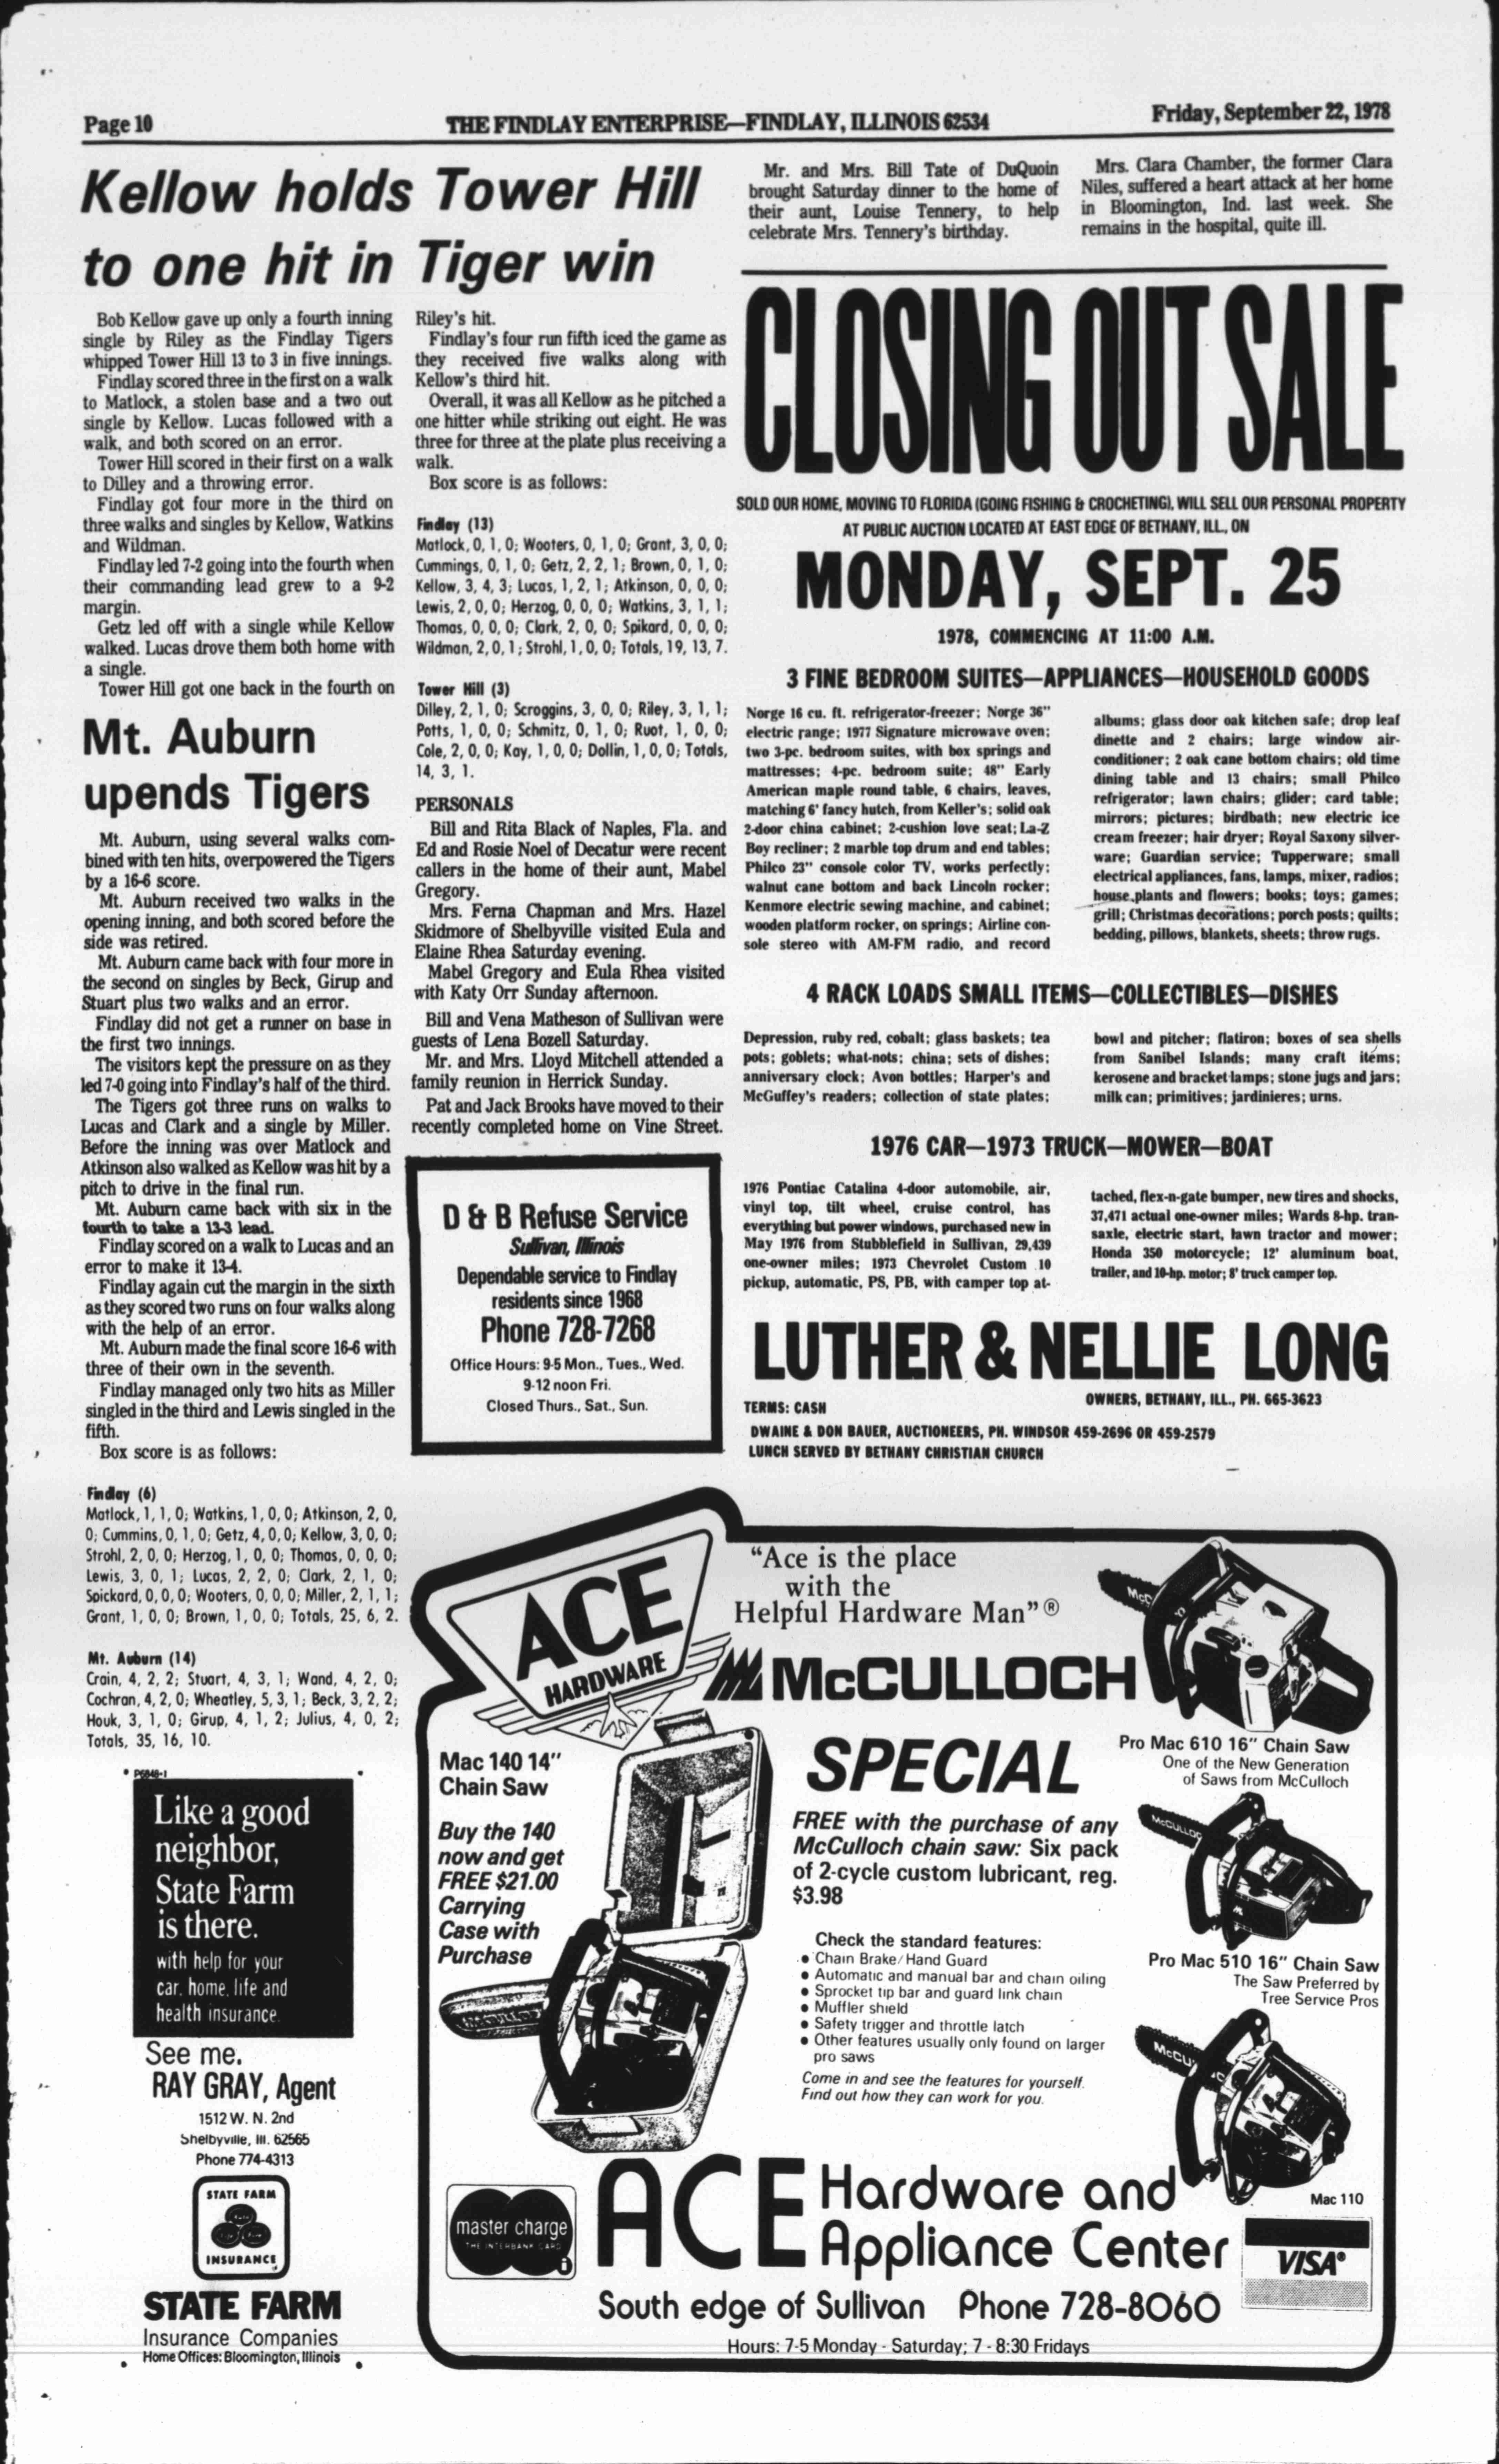 Page 10
THE FINDLAY ENTERPRISE—FINDLAY, ILLINOIS 62534
Friday, September 22, 1978
Kellow holds Tower Hill
to one hit in Tiger win
Bob Kellow gave up only a fourth inning
single by Riley as the Findlay Tigers
whipped Tower Hill 13 to 3 in five innings.
Findlay scored three in the first on a walk
to Matlock, a stolen base and a two out
single by Kellow. Lucas followed with a
walk, and both scored on an error.
Tower Hill scored in their first on a walk
to Dilley and a throwing error.
Findlay got four more in the third on
three walks and singles by Kellow, Watkins
and Wildman.
Findlay led 7-2 going into the fourth when
their commanding lead grew to a 9-2
margin.
Getz led off with a single while Kellow
walked. Lucas drove them both home with
a single.
Tower Hill got one back in the fourth on
Riley's hit.
Findlay's four run fifth iced the game as
they received five walks along with
Kellow's third hit.
Overall, it was all Kellow as he pitched a
one hitter while striking out eight. He was
three for three at the plate plus receiving a
walk.
Box score is as follows:
Findlay (13)
Matlock, 0, 1, 0; Wooters, 0, 1, 0; Grant, 3, 0, 0;
Cummings, 0, 1, 0; Getz, 2, 2, 1; Brown, 0, 1, 0;
Kellow, 3, 4, 3; Lucas, 1, 2, 1; Atkinson, 0, 0, 0;
Lewis, 2, 0, 0; Herzog, 0, 0, 0; Watkins, 3, 1, 1;
Thomas, 0, 0, 0; Clark, 2, 0, 0; Spikard, 0, 0, 0;
Wildman, 2, 0, 1; Strohl, 1, 0, 0; Totals, 19, 13, 7.
Tower Hill (3)
Dilley, 2, 1, 0; Scroggins, 3, 0, 0; Riley, 3, 1, 1;
Potts, 1, 0, 0; Schmitz, 0, 1, 0; Ruot, 1, 0, 0;
Cole, 2, 0, 0; Kay, 1, 0, 0; Dollin, 1, 0, 0; Totals,
14, 3, 1.
Mt. Auburn
upends Tigers
Mt. Auburn, using several walks com-
bined with ten hits, overpowered the Tigers
by a 16-6 score.
Mt. Auburn received two walks in the
opening inning, and both scored before the
side was retired.
Mt. Auburn came back with four more in
the second on singles by Beck, Girup and
Stuart plus two walks and an error.
Findlay did not get a runner on base in
the first two innings.
The visitors kept the pressure on as they
led 7-0 going into Findlay's half of the third.
The Tigers got three runs on walks to
Lucas and Clark and a single by Miller.
Before the inning was over Matlock and
Atkinson also walked as Kellow was hit by a
pitch to drive in the final run.
Mt. Auburn came back with six in the
fourth to take a 13-3 lead.
Findlay scored on a walk to Lucas and an
error to make it 13-4.
Findlay again cut the margin in the sixth
as they scored two runs on four walks along
with the help of an error.
Mt. Auburn made the final score 16-6 with
three of their own in the seventh.
Findlay managed only two hits as Miller
singled in the third and Lewis singled in the
fifth.
Box score is as follows:
Findlay (6)
Matlock, 1, 1, 0; Watkins, 1, 0, 0; Atkinson, 2, 0,
0; Cummins, 0, 1, 0; Getz, 4, 0, 0; Kellow, 3, 0, 0;
Strohl, 2, 0, 0; Herzog, 1, 0, 0; Thomas, 0, 0, 0;
Lewis, 3, 0, 1; Lucas, 2, 2, 0; Clark, 2, 1, 0;
Spickard, 0, 0, 0; Wooters, 0, 0, 0; Miller, 2, 1, 1;
Grant, 1, 0, 0; Brown, 1, 0, 0; Totals, 25, 6, 2.
Mt. Auburn (14)
Crain, 4, 2, 2; Stuart, 4, 3, 1; Wand, 4, 2, 0;
Cochran, 4, 2, 0; Wheatley, 5, 3, 1; Beck, 3, 2, 2;
Houk, 3, 1, 0; Girup, 4, 1, 2; Julius, 4, 0, 2;
Totals, 35, 16, 10.
PERSONALS
Bill and Rita Black of Naples, Fla. and
Ed and Rosie Noel of Decatur were recent
callers in the home of their aunt, Mabel
Gregory.
Mrs. Ferna Chapman and Mrs. Hazel
Skidmore of Shelbyville visited Eula and
Elaine Rhea Saturday evening.
Mabel Gregory and Eula Rhea visited
with Katy Orr Sunday afternoon.
Bill and Vena Matheson of Sullivan were
guests of Lena Bozell Saturday.
Mr. and Mrs. Lloyd Mitchell attended a
family reunion in Herrick Sunday.
Pat and Jack Brooks have moved to their
recently completed home on Vine Street.
Mr. and Mrs. Bill Tate of DuQuoin
brought Saturday dinner to the home of
their aunt, Louise Tennery, to help
celebrate Mrs. Tennery's birthday.
Mrs. Clara Chamber, the former Clara
Niles, suffered a heart attack at her home
in Bloomington, Ind. last week. She
remains in the hospital, quite ill.
D & B Refuse Service
Sullivan, Illinois
Dependable service to Findlay
residents since 1968
Phone 728-7268
Office Hours: 9-5 Mon., Tues., Wed.
9-12 noon Fri.
Closed Thurs., Sat., Sun.
CLOSING OUT SALE
SOLD OUR HOME, MOVING TO FLORIDA (GOING FISHING & CROCHETING), WILL SELL OUR PERSONAL PROPERTY
AT PUBLIC AUCTION LOCATED AT EAST EDGE OF BETHANY, ILL., ON
MONDAY, SEPT. 25
1978, COMMENCING AT 11:00 A.M.
3 FINE BEDROOM SUITES—APPLIANCES—HOUSEHOLD GOODS
Norge 16 cu. ft. refrigerator-freezer; Norge 36"
electric range; 1977 Signature microwave oven;
two 3-pc. bedroom suites, with box springs and
mattresses; 4-pc. bedroom suite; 48" Early
American maple round table, 6 chairs, leaves,
matching 6' fancy hutch, from Keller's; solid oak
2-door china cabinet; 2-cushion love seat; La-Z
Boy recliner; 2 marble top drum and end tables;
Philco 23" console color TV, works perfectly;
walnut cane bottom and back Lincoln rocker;
Kenmore electric sewing machine, and cabinet;
wooden platform rocker, on springs; Airline con-
sole stereo with AM-FM radio, and record
albums; glass door oak kitchen safe; drop leaf
dinette and 2 chairs; large window air-
conditioner; 2 oak cane bottom chairs; old time
dining table and 13 chairs; small Philco
refrigerator; lawn chairs; glider; card table;
mirrors; pictures; birdbath; new electric ice
cream freezer; hair dryer; Royal Saxony silver-
ware; Guardian service; Tupperware; small
electrical appliances, fans, lamps, mixer, radios;
house plants and flowers; books; toys; games;
grill; Christmas decorations; porch posts; quilts;
bedding, pillows, blankets, sheets; throw rugs.
4 RACK LOADS SMALL ITEMS—COLLECTIBLES—DISHES
Depression, ruby red, cobalt; glass baskets; tea
pots; goblets; what-nots; china; sets of dishes;
anniversary clock; Avon bottles; Harper's and
McGuffey's readers; collection of state plates;
bowl and pitcher; flatiron; boxes of sea shells
from Sanibel Islands; many craft items;
kerosene and bracket lamps; stone jugs and jars;
milk can; primitives; jardinieres; urns.
1976 CAR—1973 TRUCK—MOWER—BOAT
1976 Pontiac Catalina 4-door automobile, air,
vinyl top, tilt wheel, cruise control, has
everything but power windows, purchased new in
May 1976 from Stubblefield in Sullivan, 29,439
one-owner miles; 1973 Chevrolet Custom 10
pickup, automatic, PS, PB, with camper top at-
tached, flex-n-gate bumper, new tires and shocks,
37,471 actual one-owner miles; Wards 8-hp. tran-
saxle, electric start, lawn tractor and mower;
Honda 350 motorcycle; 12' aluminum boat,
trailer, and 10-hp. motor; 8' truck camper top.
LUTHER & NELLIE LONG
OWNERS, BETHANY, ILL., PH. 665-3623
TERMS: CASH
DWAINE & DON BAUER, AUCTIONEERS, PH. WINDSOR 459-2696 OR 459-2579
LUNCH SERVED BY BETHANY CHRISTIAN CHURCH
P6848-1
Like a good
neighbor,
State Farm
is there.
with help for your
car, home, life and
health insurance.
See me.
RAY GRAY, Agent
1512 W. N. 2nd
Shelbyville, Ill. 62565
Phone 774-4313
STATE FARM
INSURANCE
STATE FARM
Insurance Companies
Home Offices: Bloomington, Illinois
ACE
HARDWARE
"Ace is the place
with the
Helpful Hardware Man"®
McCULLOCH
SPECIAL
Mac 140 14"
Chain Saw
Buy the 140
now and get
FREE $21.00
Carrying
Case with
Purchase
FREE with the purchase of any
McCulloch chain saw: Six pack
of 2-cycle custom lubricant, reg.
$3.98
Check the standard features:
• Chain Brake/Hand Guard
• Automatic and manual bar and chain oiling
• Sprocket tip bar and guard link chain
• Muffler shield
• Safety trigger and throttle latch
• Other features usually only found on larger
pro saws
Come in and see the features for yourself.
Find out how they can work for you.
Pro Mac 610 16" Chain Saw
One of the New Generation
of Saws from McCulloch
McCULLOC
Pro Mac 510 16" Chain Saw
The Saw Preferred by
Tree Service Pros
McCU
Mac 110
master charge
THE INTERBANK CARD
ACE Hardware and
Appliance Center
VISA®
South edge of Sullivan Phone 728-8060
Hours: 7-5 Monday - Saturday; 7 - 8:30 Fridays